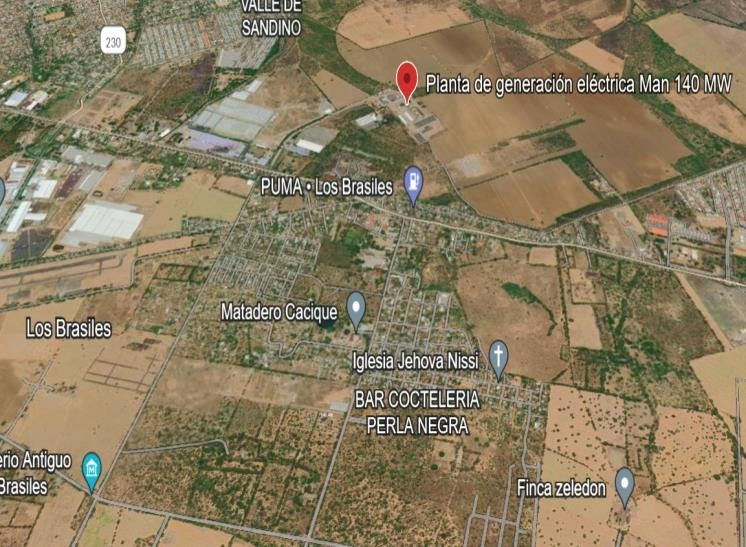 VALLE DE
SANDINO
230
Planta de generación eléctrica Man 140 MW
PUMA • Los Brasiles
Matadero Cacique
Los Brasiles
Iglesia Jehova Nissi
BAR COCTELERIA
PERLA NEGRA
erio Antiguo
Brasiles
Finca zeledon